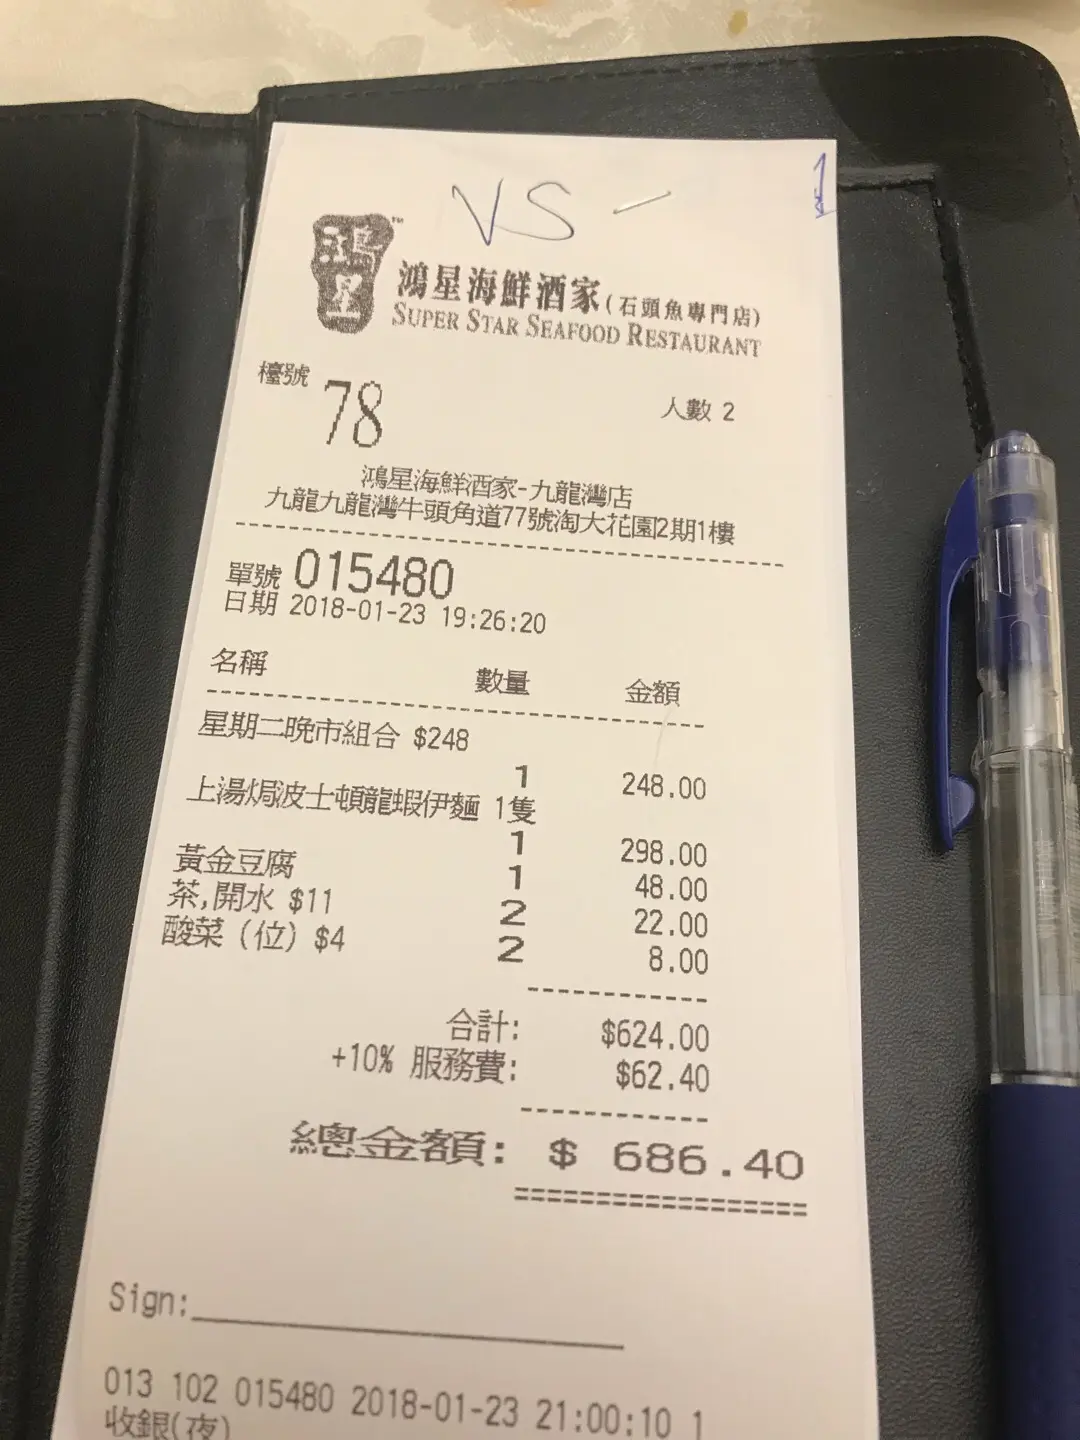 VS -
鴻星
TM
鴻星海鮮酒家(石頭魚專門店)
SUPER STAR SEAFOOD RESTAURANT
檯號 78 人數 2
鴻星海鮮酒家-九龍灣店
九龍九龍灣牛頭角道77號淘大花園2期1樓
單號 015480
日期 2018-01-23 19:26:20
名稱 數量 金額
星期二晚市組合 $248
1 248.00
上湯焗波士頓龍蝦伊麵 1隻
1 298.00
黃金豆腐 1 48.00
茶,開水 $11 2 22.00
酸菜（位）$4 2 8.00
合計: $624.00
+10% 服務費: $62.40
總金額: $ 686.40
Sign:
013 102 015480 2018-01-23 21:00:10 1
收銀(夜)